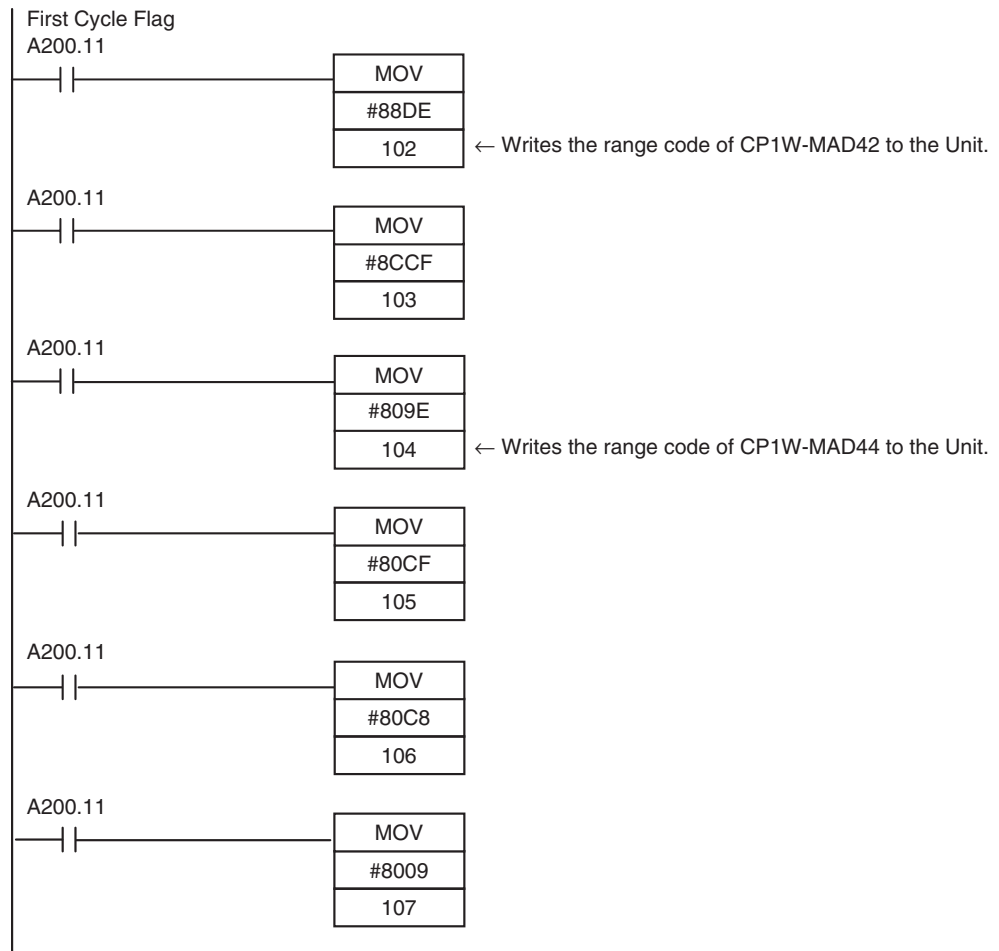 First Cycle Flag
A200.11
MOV
#88DE
102 ← Writes the range code of CP1W-MAD42 to the Unit.
A200.11
MOV
#8CCF
103
A200.11
MOV
#809E
104 ← Writes the range code of CP1W-MAD44 to the Unit.
A200.11
MOV
#80CF
105
A200.11
MOV
#80C8
106
A200.11
MOV
#8009
107